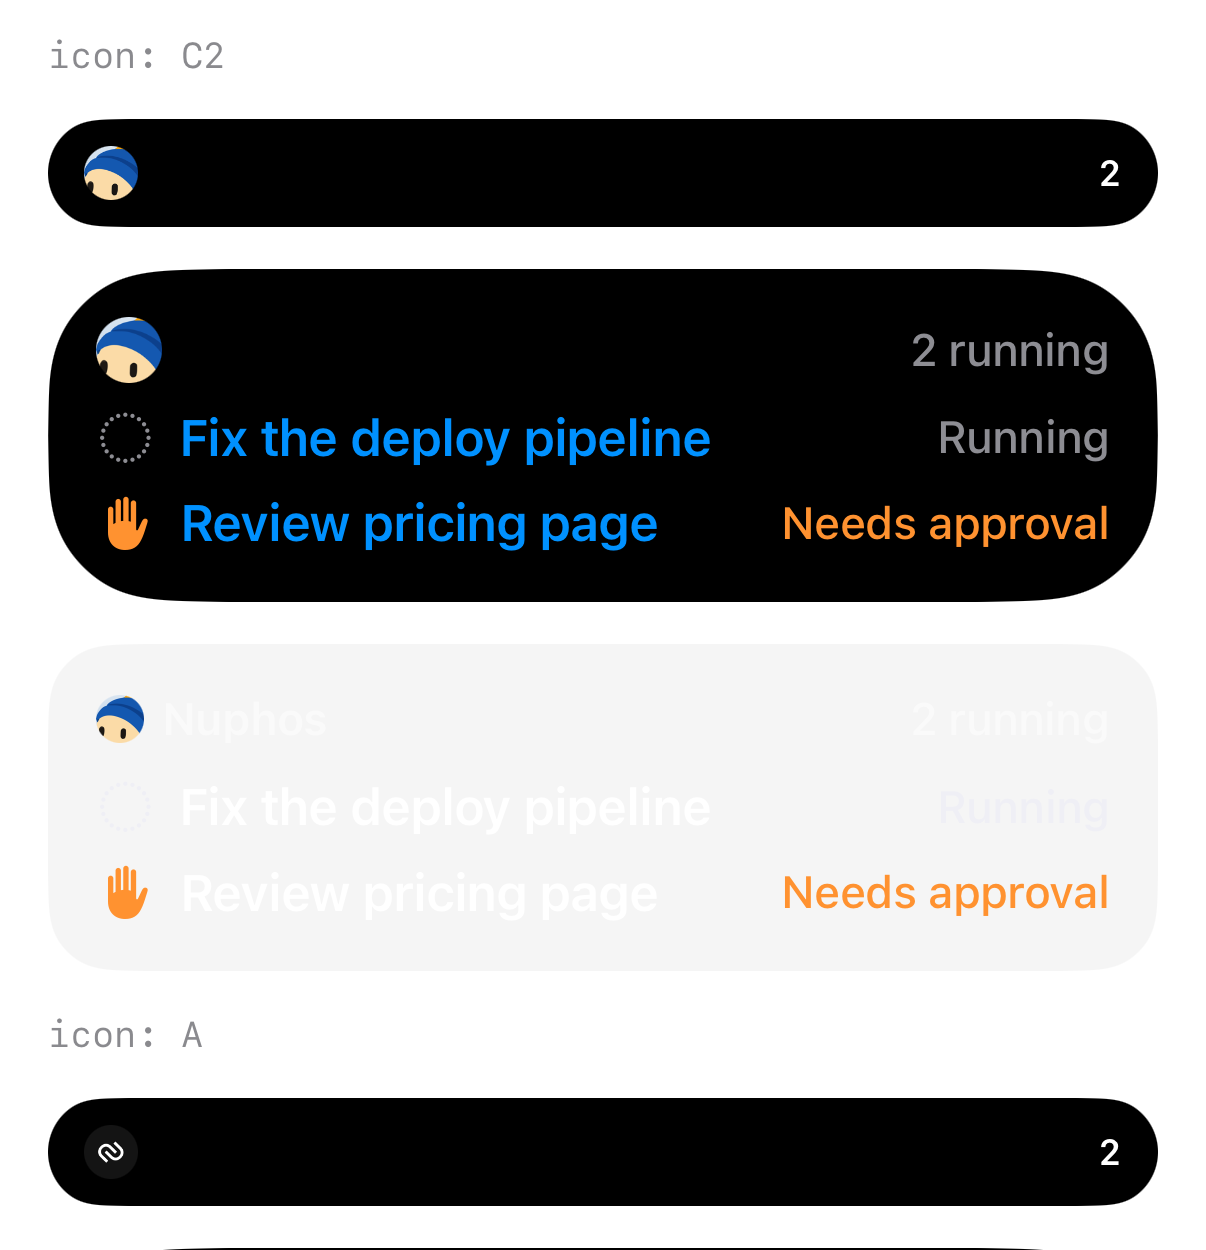 icon: C2
2
2 running
Fix the deploy pipeline Running
Review pricing page Needs approval
Nuphos 2 running
Fix the deploy pipeline Running
Review pricing page Needs approval
icon: A
2